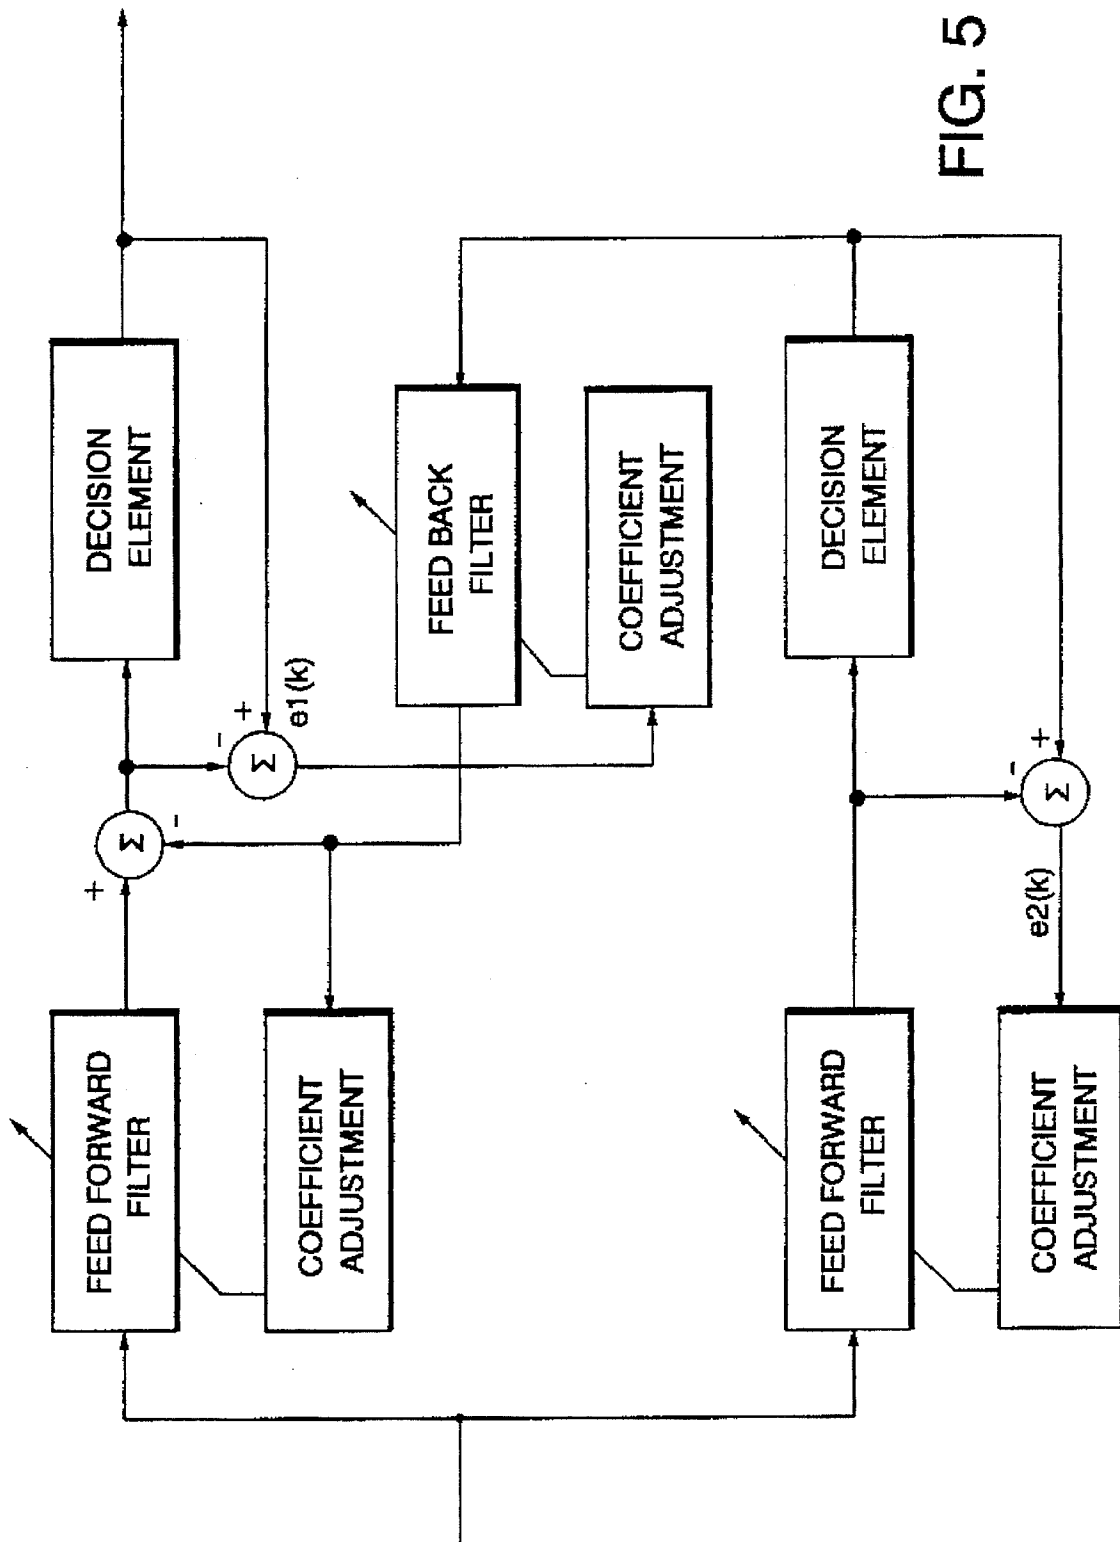 FEED FORWARD
FILTER
+
Σ
-
DECISION
ELEMENT
COEFFICIENT
ADJUSTMENT
-
Σ
+
e1(k)
FEED BACK
FILTER
COEFFICIENT
ADJUSTMENT
FEED FORWARD
FILTER
DECISION
ELEMENT
COEFFICIENT
ADJUSTMENT
e2(k)
-
Σ
+
FIG. 5